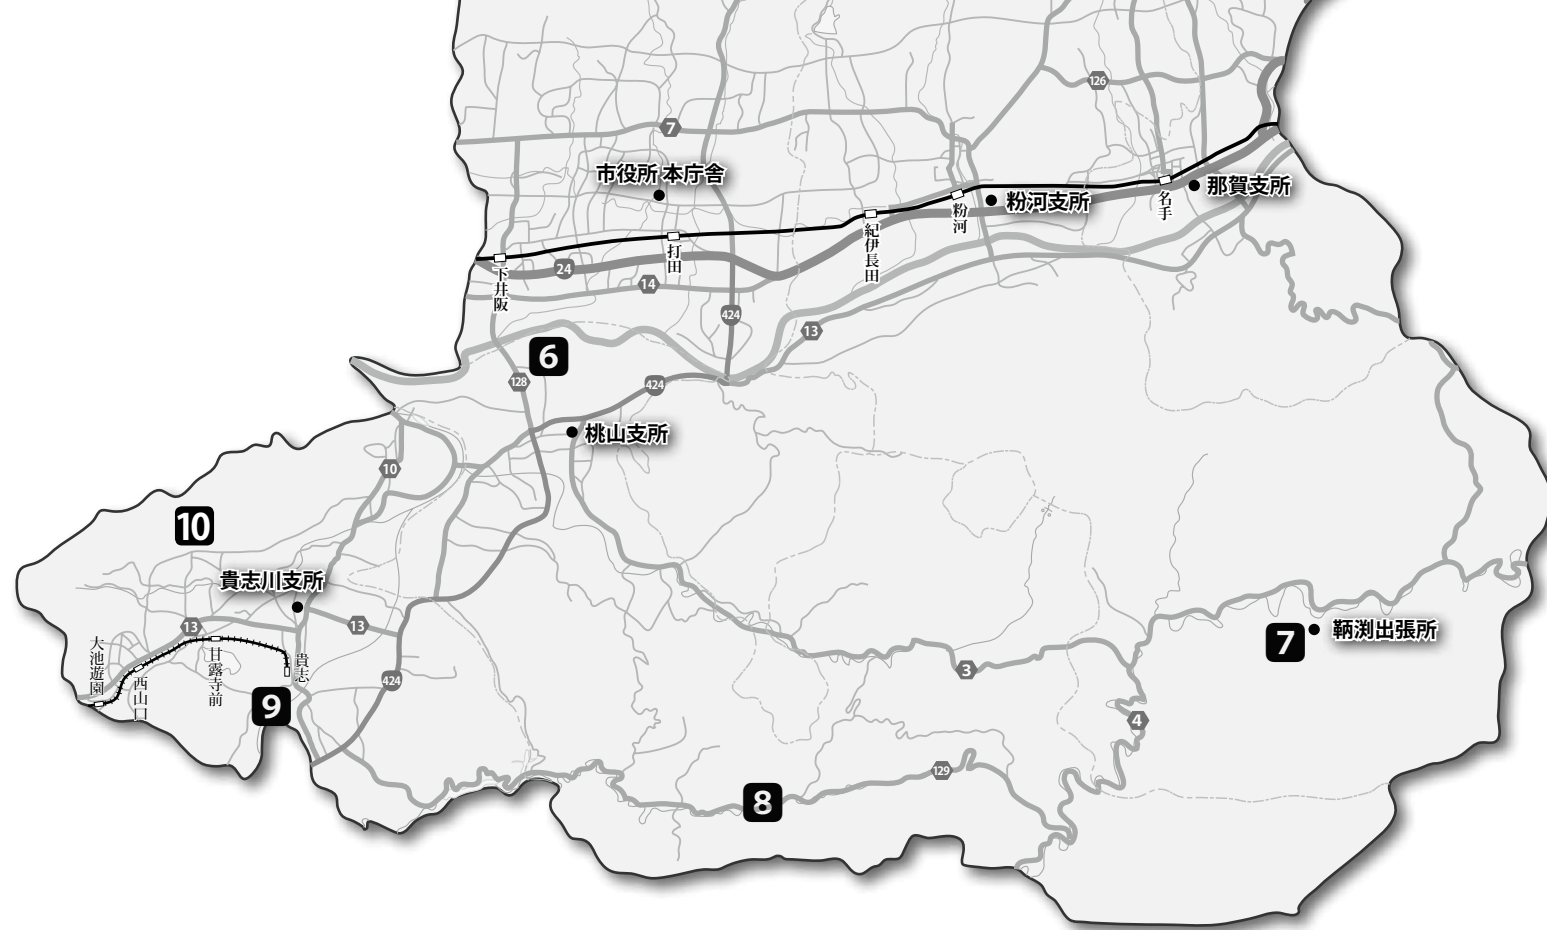 126
7
市役所 本庁舎
那賀支所
粉河支所
名手
粉河
紀伊長田
打田
下井阪
24
14
424
13
6
128
424
桃山支所
10
10
貴志川支所
13
13
鞆渕出張所
7
大池遊園
西山口
甘露寺前
貴志
3
424
9
4
129
8